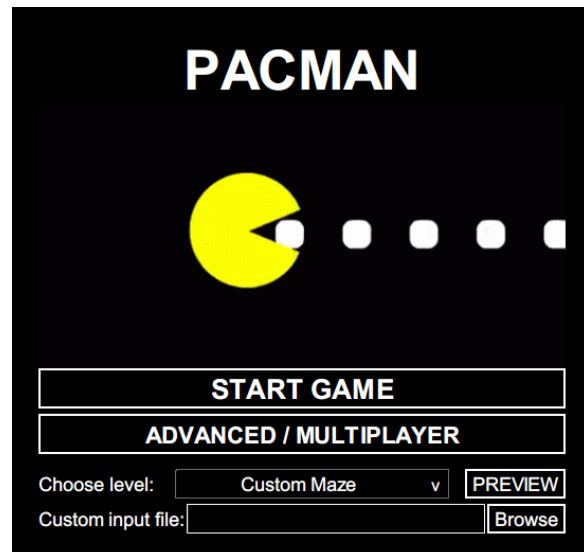 PACMAN
START GAME
ADVANCED / MULTIPLAYER
Choose level: Custom Maze v PREVIEW
Custom input file: Browse